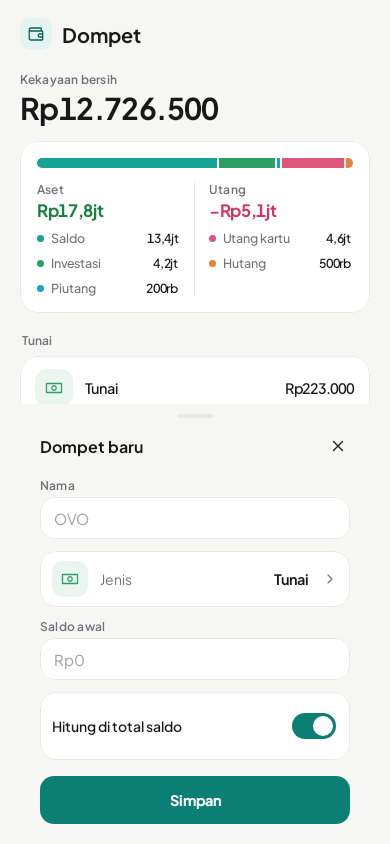 Dompet
Kekayaan bersih
Rp12.726.500
Aset
Rp17,8jt
Saldo 13,4jt
Investasi 4,2jt
Piutang 200rb
Utang
-Rp5,1jt
Utang kartu 4,6jt
Hutang 500rb
Tunai
Tunai Rp223.000
Dompet baru
Nama
OVO
Jenis Tunai
Saldo awal
Rp0
Hitung di total saldo
Simpan